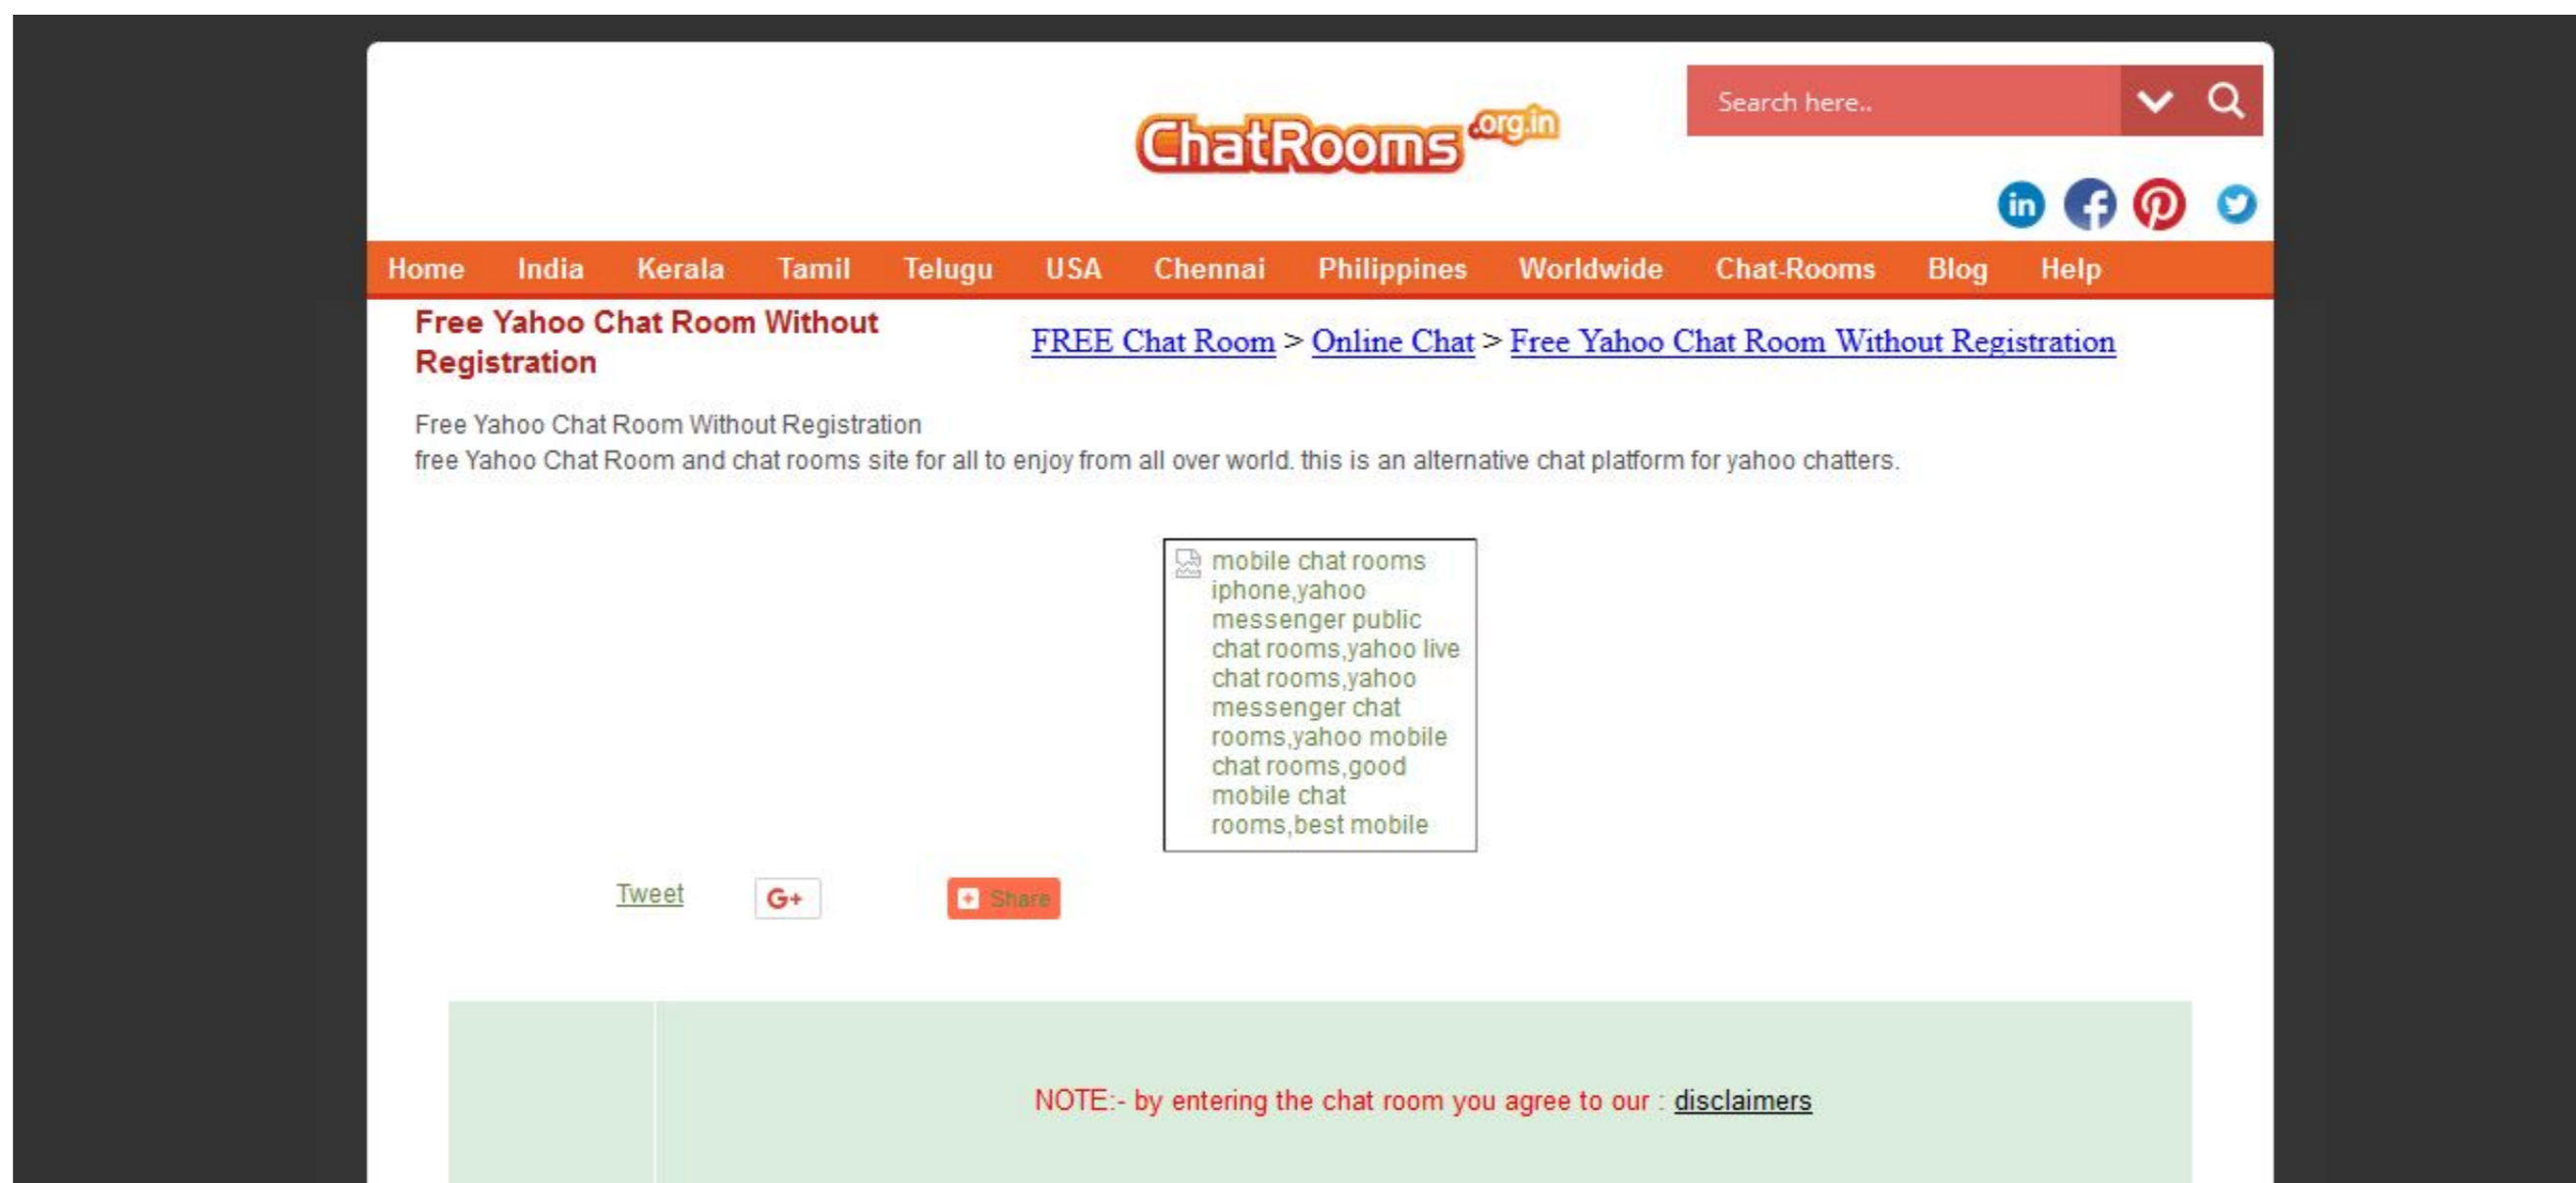 ChatRooms .org.in
Search here..
Home India Kerala Tamil Telugu USA Chennai Philippines Worldwide Chat-Rooms Blog Help
Free Yahoo Chat Room Without
Registration
FREE Chat Room > Online Chat > Free Yahoo Chat Room Without Registration
Free Yahoo Chat Room Without Registration
free Yahoo Chat Room and chat rooms site for all to enjoy from all over world. this is an alternative chat platform for yahoo chatters.
mobile chat rooms
iphone,yahoo
messenger public
chat rooms,yahoo live
chat rooms,yahoo
messenger chat
rooms,yahoo mobile
chat rooms,good
mobile chat
rooms,best mobile
Tweet G+ Share
NOTE:- by entering the chat room you agree to our : disclaimers